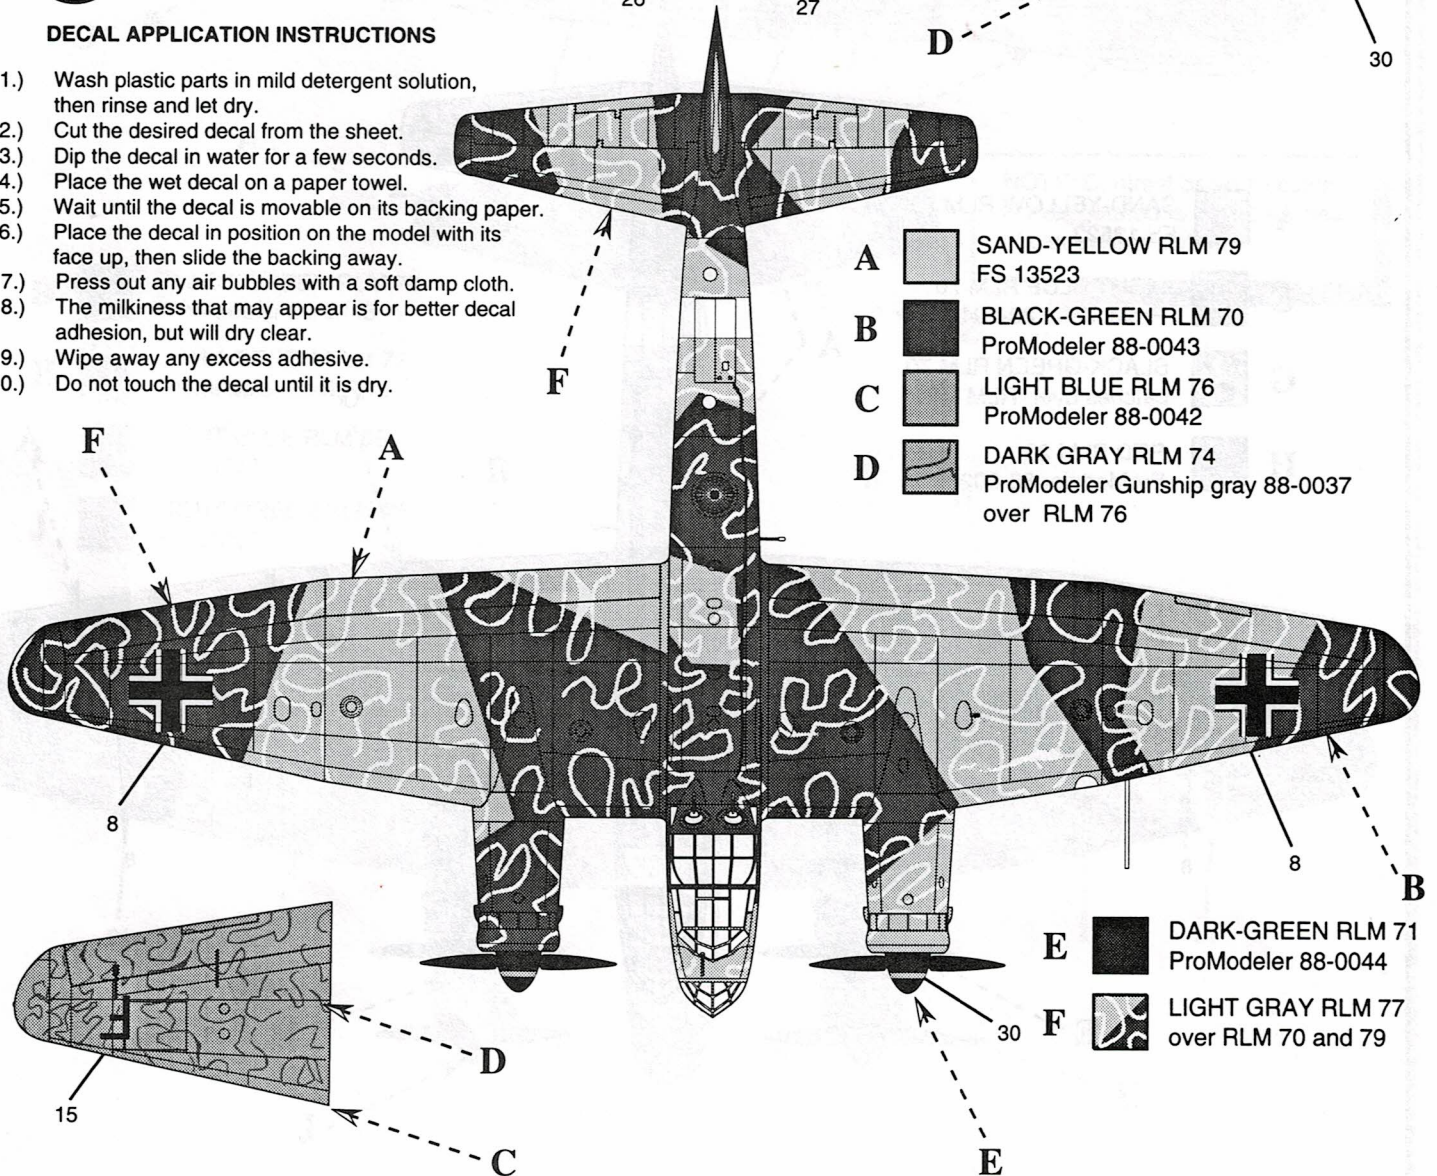 26
27
D
30
DECAL APPLICATION INSTRUCTIONS
1.) Wash plastic parts in mild detergent solution,
then rinse and let dry.
2.) Cut the desired decal from the sheet.
3.) Dip the decal in water for a few seconds.
4.) Place the wet decal on a paper towel.
5.) Wait until the decal is movable on its backing paper.
6.) Place the decal in position on the model with its
face up, then slide the backing away.
7.) Press out any air bubbles with a soft damp cloth.
8.) The milkiness that may appear is for better decal
adhesion, but will dry clear.
9.) Wipe away any excess adhesive.
0.) Do not touch the decal until it is dry.
F
A SAND-YELLOW RLM 79
FS 13523
B BLACK-GREEN RLM 70
ProModeler 88-0043
C LIGHT BLUE RLM 76
ProModeler 88-0042
D DARK GRAY RLM 74
ProModeler Gunship gray 88-0037
over RLM 76
F
A
8
8
B
E DARK-GREEN RLM 71
ProModeler 88-0044
F LIGHT GRAY RLM 77
over RLM 70 and 79
30
D
15
C
E